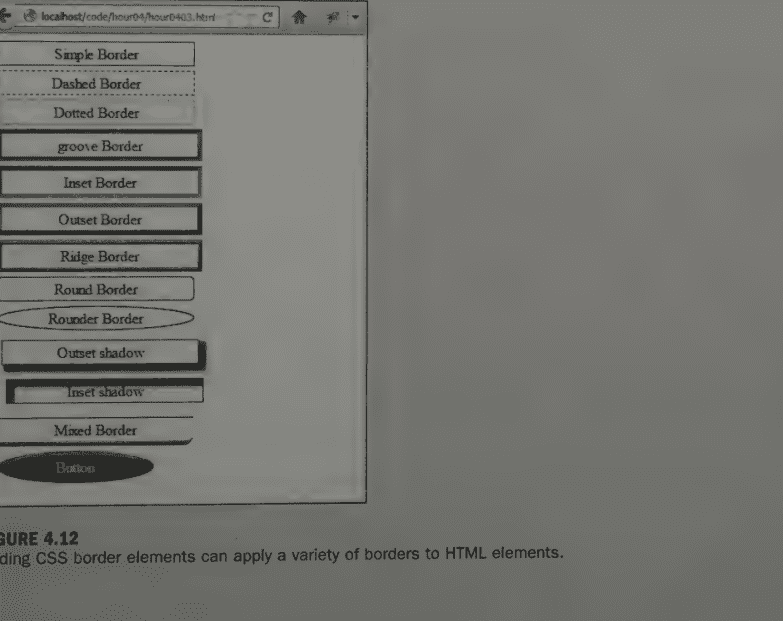 localhost/code/hour04/hour0403.html
Simple Border
Dashed Border
Dotted Border
groove Border
Inset Border
Outset Border
Ridge Border
Round Border
Rounder Border
Outset shadow
Inset shadow
Mixed Border
Button
GURE 4.12
ding CSS border elements can apply a variety of borders to HTML elements.